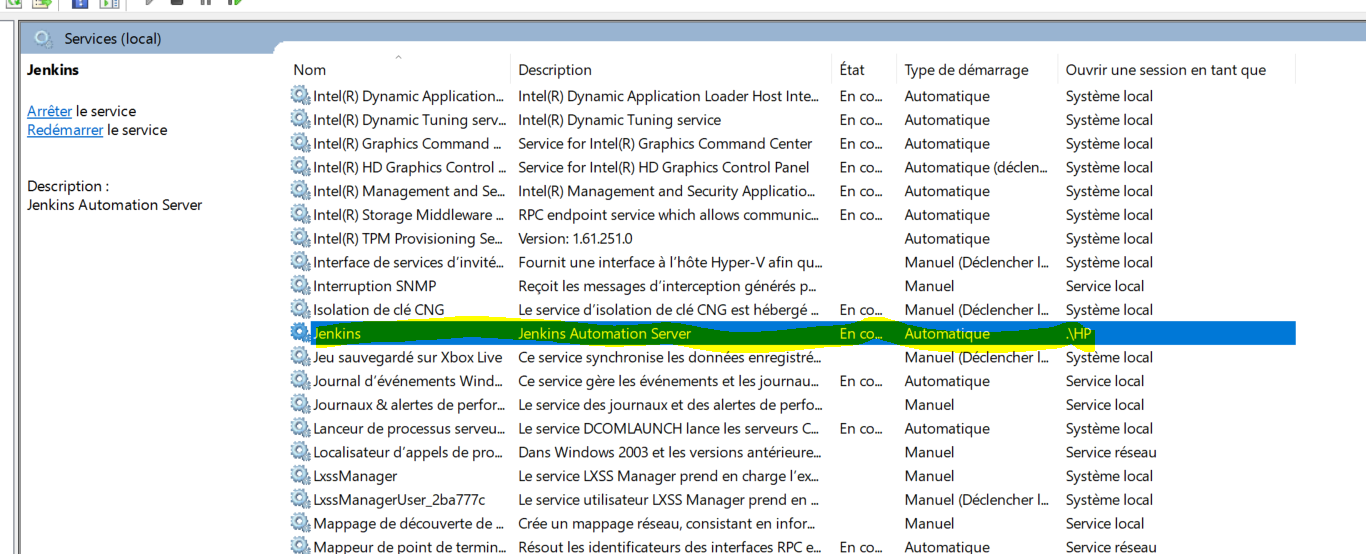 Services (local)
Jenkins
Arrêter le service
Redémarrer le service
Description :
Jenkins Automation Server
Nom Description État Type de démarrage Ouvrir une session en tant que
Intel(R) Dynamic Application... Intel(R) Dynamic Application Loader Host Inte... En co... Automatique Système local
Intel(R) Dynamic Tuning serv... Intel(R) Dynamic Tuning service En co... Automatique Système local
Intel(R) Graphics Command ... Service for Intel(R) Graphics Command Center En co... Automatique Système local
Intel(R) HD Graphics Control ... Service for Intel(R) HD Graphics Control Panel En co... Automatique (déclen... Système local
Intel(R) Management and Se... Intel(R) Management and Security Applicatio... En co... Automatique Système local
Intel(R) Storage Middleware ... RPC endpoint service which allows communic... En co... Automatique Système local
Intel(R) TPM Provisioning Se... Version: 1.61.251.0 Automatique Système local
Interface de services d'invité... Fournit une interface à l'hôte Hyper-V afin qu... Manuel (Déclencher l... Système local
Interruption SNMP Reçoit les messages d'interception générés p... Manuel Service local
Isolation de clé CNG Le service d'isolation de clé CNG est hébergé ... En co... Manuel (Déclencher l... Système local
Jenkins Jenkins Automation Server En co... Automatique .\HP
Jeu sauvegardé sur Xbox Live Ce service synchronise les données enregistré... Manuel (Déclencher l... Système local
Journal d'événements Wind... Ce service gère les événements et les journau... En co... Automatique Service local
Journaux & alertes de perfor... Le service des journaux et des alertes de perfo... Manuel Service local
Lanceur de processus serveu... Le service DCOMLAUNCH lance les serveurs C... En co... Automatique Système local
Localisateur d'appels de pro... Dans Windows 2003 et les versions antérieure... Manuel Service réseau
LxssManager Le service LXSS Manager prend en charge l'ex... Manuel Système local
LxssManagerUser_2ba777c Le service utilisateur LXSS Manager prend en ... Manuel (Déclencher l... Système local
Mappage de découverte de ... Crée un mappage réseau, consistant en infor... Manuel Service local
Mappeur de point de termin... Résout les identificateurs des interfaces RPC e... En co... Automatique Service réseau